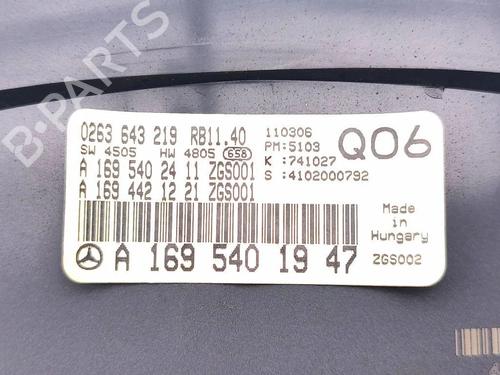 0263 643 219 RB11.40
SW 4505 HW 4805 658
A 169 540 24 11 ZGS001
A 169 442 12 21 ZGS001
A 169 540 19 47
110306
PM:5103
K :741027
S :4102000792
Q06
Made
in
Hungary
ZGS002
B-PARTS